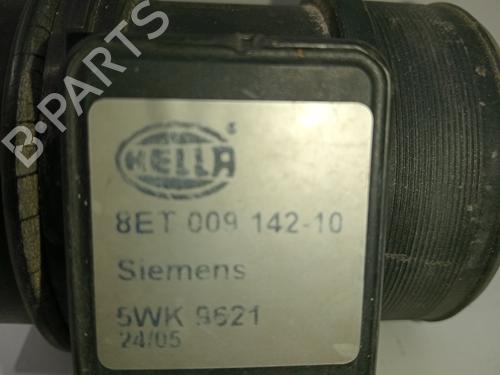 B-PARTS
HELLA
8ET 009 142-10
Siemens
5WK 9621
24/05